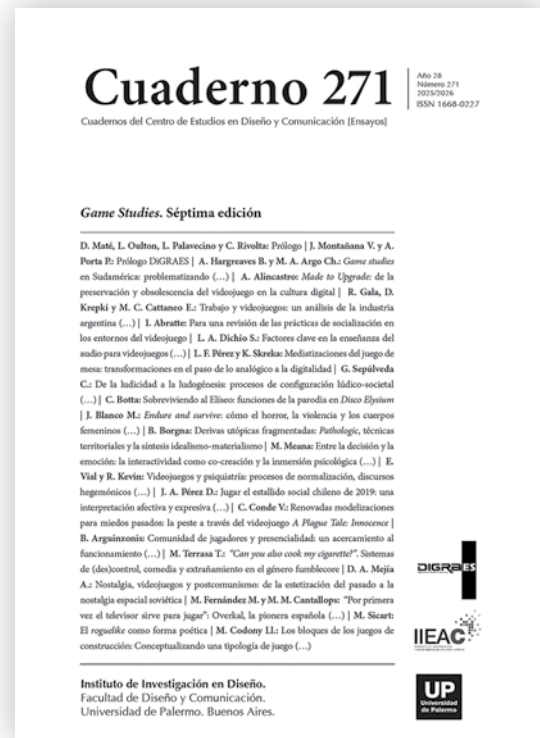 Cuaderno 271
Año 28
Número 271
2025/2026
ISSN 1668-0227
Cuadernos del Centro de Estudios en Diseño y Comunicación [Ensayos]
Game Studies. Séptima edición
D. Maté, L. Oulton, L. Palavecino y C. Rivolta: Prólogo | J. Montañana V. y A.
Porta P.: Prólogo DiGRAES | A. Hargreaves B. y M. A. Argo Ch.: Game studies
en Sudamérica: problematizando (…) | A. Alincastro: Made to Upgrade: de la
preservación y obsolescencia del videojuego en la cultura digital | R. Gala, D.
Krepki y M. C. Cattaneo E.: Trabajo y videojuegos: un análisis de la industria
argentina (…) | I. Abratte: Para una revisión de las prácticas de socialización en
los entornos del videojuego | L. A. Dichio S.: Factores clave en la enseñanza del
audio para videojuegos (…) | L. F. Pérez y K. Skreka: Mediatizaciones del juego de
mesa: transformaciones en el paso de lo analógico a la digitalidad | G. Sepúlveda
C.: De la ludicidad a la ludogénesis: procesos de configuración lúdico-societal
(…) | C. Botta: Sobreviviendo al Elíseo: funciones de la parodia en Disco Elysium
| J. Blanco M.: Endure and survive: cómo el horror, la violencia y los cuerpos
femeninos (…) | B. Borgna: Derivas utópicas fragmentadas: Pathologic, técnicas
territoriales y la síntesis idealismo-materialismo | M. Meana: Entre la decisión y la
emoción: la interactividad como co-creación y la inmersión psicológica (…) | E.
Vial y R. Kevin: Videojuegos y psiquiatría: procesos de normalización, discursos
hegemónicos (…) | J. A. Pérez D.: Jugar el estallido social chileno de 2019: una
interpretación afectiva y expresiva (…) | C. Conde V.: Renovadas modelizaciones
para miedos pasados: la peste a través del videojuego A Plague Tale: Innocence |
B. Arguinzonis: Comunidad de jugadores y presencialidad: un acercamiento al
funcionamiento (…) | M. Terrasa T.: “Can you also cook my cigarette?”. Sistemas
de (des)control, comedia y extrañamiento en el género fumblecore | D. A. Mejía
A.: Nostalgia, videojuegos y postcomunismo: de la estetización del pasado a la
nostalgia espacial soviética | M. Fernández M. y M. M. Cantallops: “Por primera
vez el televisor sirve para jugar”: Overkal, la pionera española (…) | M. Sicart:
El roguelike como forma poética | M. Codony Ll.: Los bloques de los juegos de
construcción: Conceptualizando una tipología de juego (…)
DIGRAES
IIEAC
Instituto de Investigación en Diseño.
Facultad de Diseño y Comunicación.
Universidad de Palermo. Buenos Aires.
UP
Universidad
de Palermo